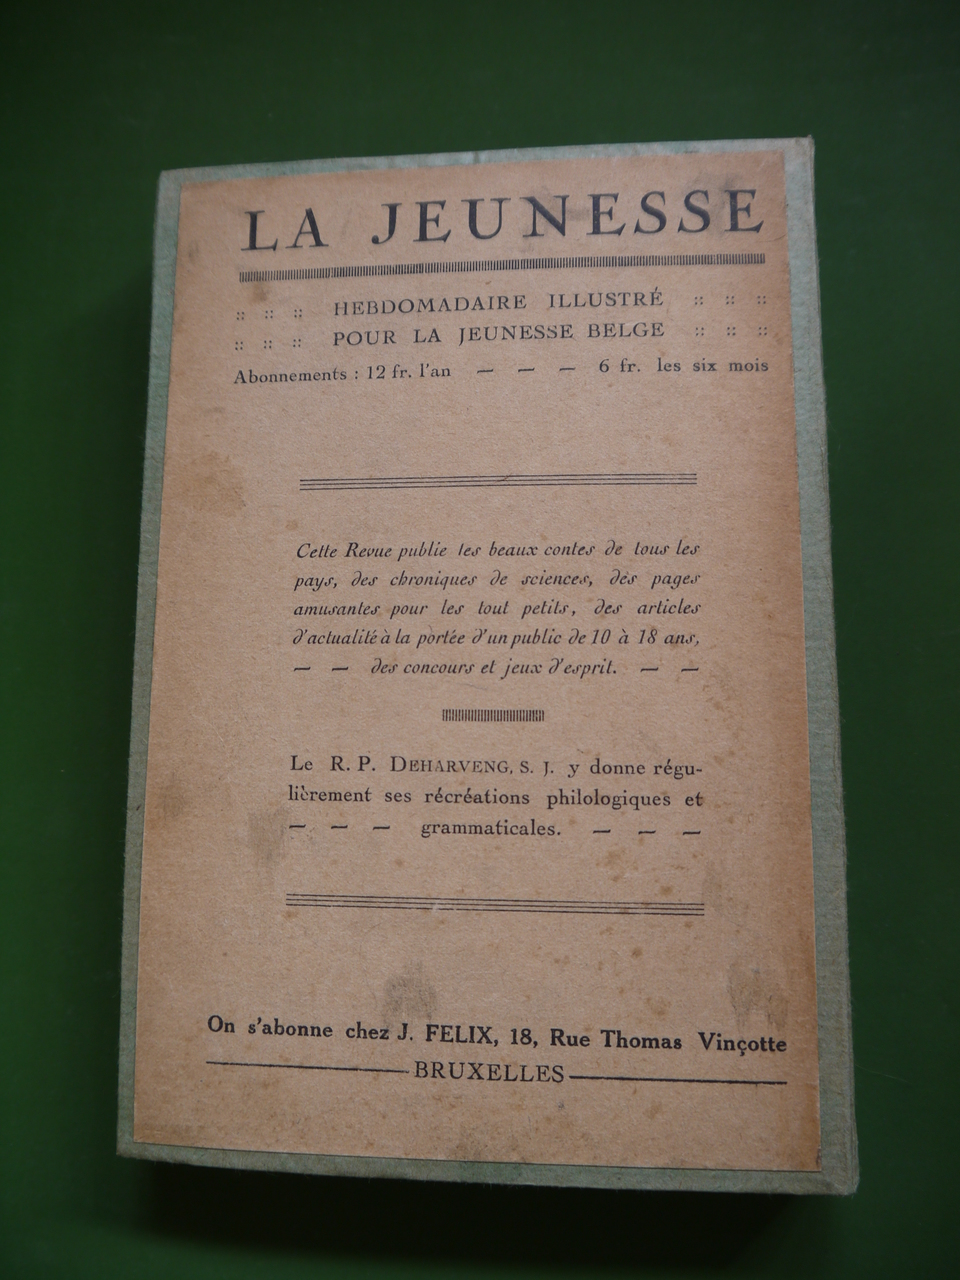 LA JEUNESSE
:: :: :: HEBDOMADAIRE ILLUSTRÉ :: :: ::
:: :: :: POUR LA JEUNESSE BELGE :: :: ::
Abonnements : 12 fr. l'an — — — 6 fr. les six mois
Cette Revue publie les beaux contes de tous les
pays, des chroniques de sciences, des pages
amusantes pour les tout petits, des articles
d'actualité à la portée d'un public de 10 à 18 ans,
— — des concours et jeux d'esprit. — —
Le R. P. DEHARVENG, S. J. y donne régu-
lièrement ses récréations philologiques et
— — — grammaticales. — — —
On s'abonne chez J. FELIX, 18, Rue Thomas Vinçotte
BRUXELLES